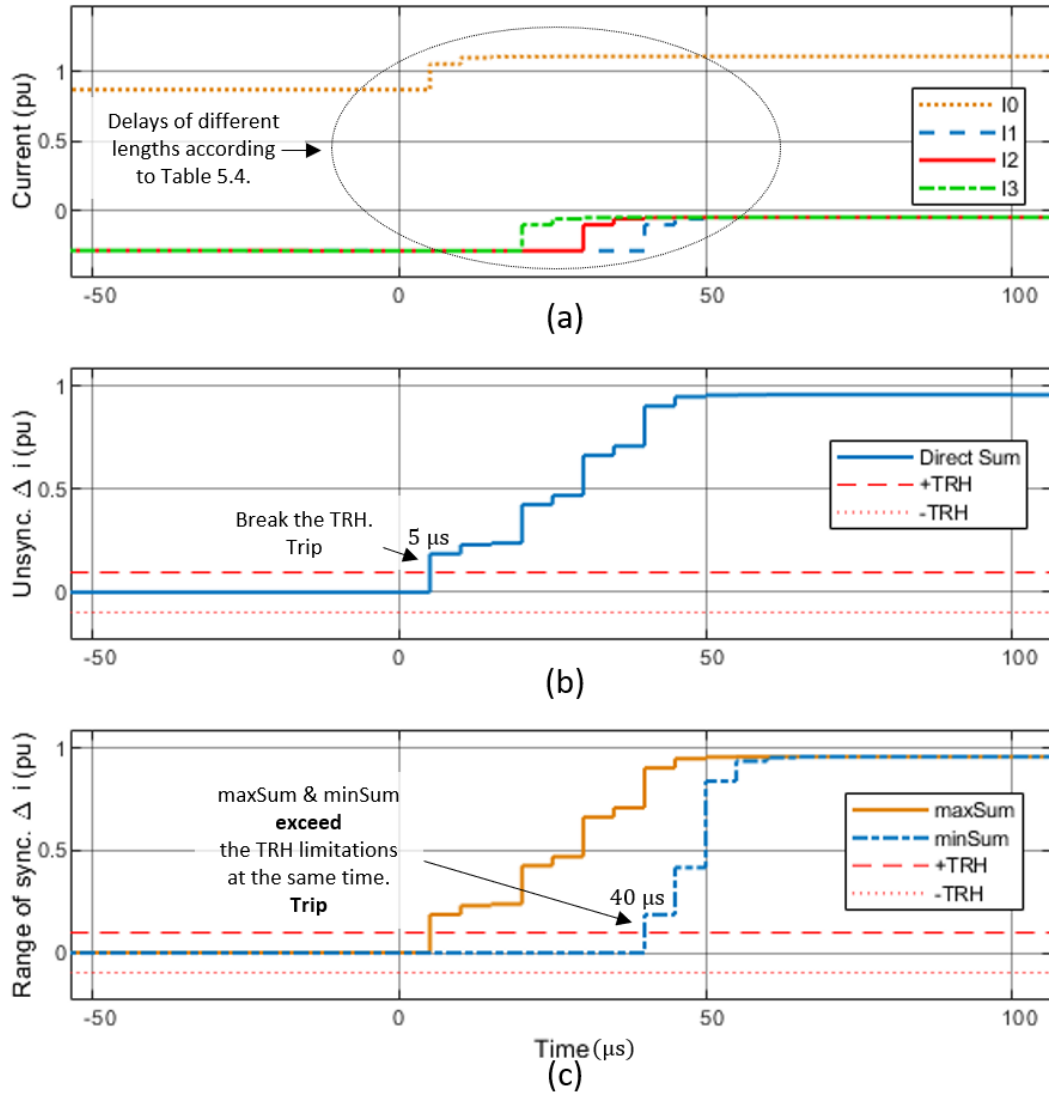 Current (pu)
1
0.5
0
Delays of different
lengths according
to Table 5.4.
I0
I1
I2
I3
-50
0
50
100
(a)
Unsync. Δ i (pu)
1
0.5
0
Break the TRH.
Trip
5 μs
Direct Sum
+TRH
-TRH
-50
0
50
100
(b)
Range of sync. Δ i (pu)
1
0.5
0
maxSum & minSum
exceed
the TRH limitations
at the same time.
Trip
40 μs
maxSum
minSum
+TRH
-TRH
-50
0
50
100
Time (μs)
(c)